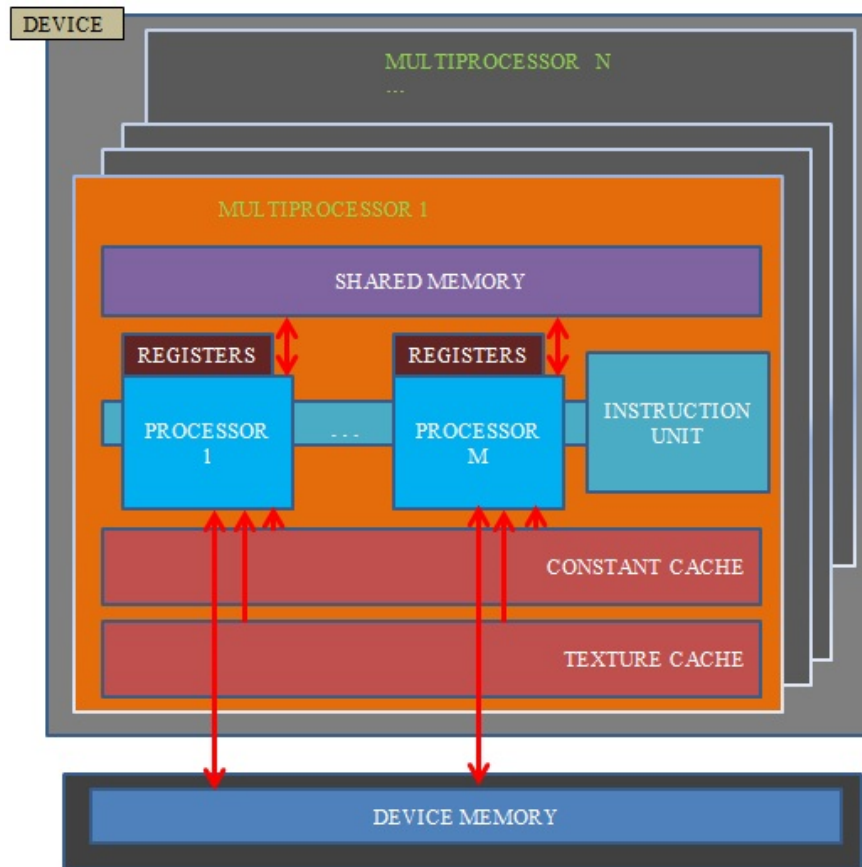 DEVICE
MULTIPROCESSOR N
...
MULTIPROCESSOR 1
SHARED MEMORY
REGISTERS
REGISTERS
PROCESSOR
1
...
PROCESSOR
M
INSTRUCTION
UNIT
CONSTANT CACHE
TEXTURE CACHE
DEVICE MEMORY